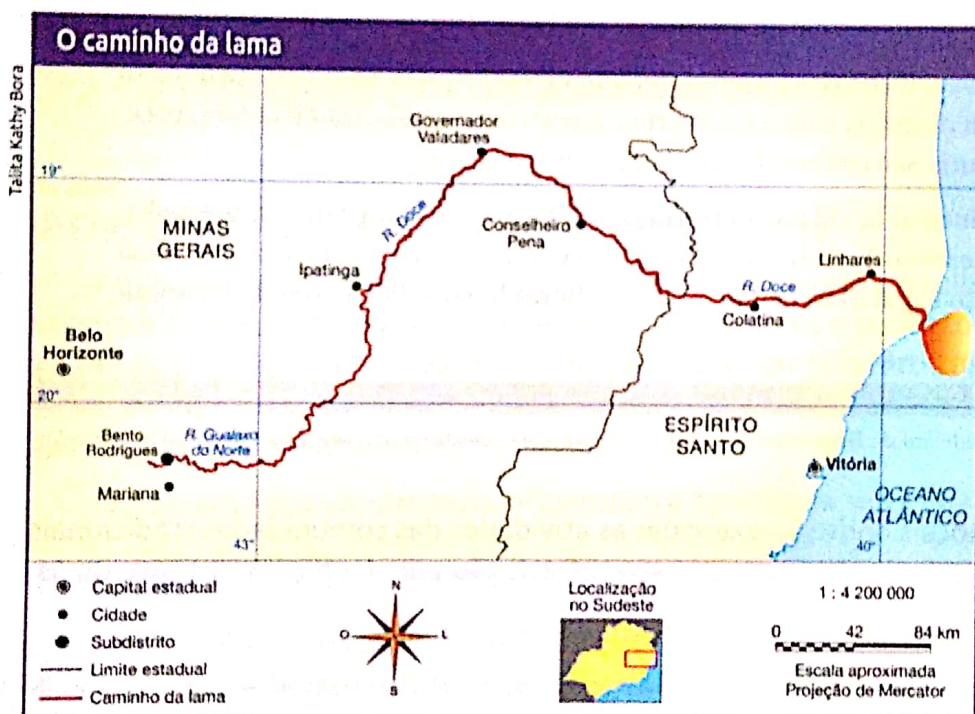 O caminho da lama
Talita Kathy Bora
Governador
Valadares
19°
R. Doce
MINAS
GERAIS
Conselheiro
Pena
Ipatinga
Linhares
R. Doce
Colatina
Belo
Horizonte
20°
Bento
Rodrigues
R. Gualaxo
do Norte
ESPÍRITO
SANTO
Mariana
Vitória
OCEANO
ATLÂNTICO
43°
40°
Capital estadual
Cidade
Subdistrito
Limite estadual
Caminho da lama
N
O
L
S
Localização
no Sudeste
1 : 4 200 000
0 42 84 km
Escala aproximada
Projeção de Mercator